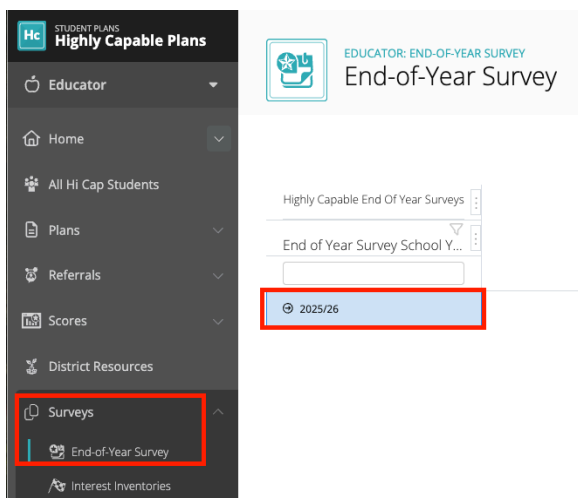 Hc
STUDENT PLANS
Highly Capable Plans
Educator
Home
All Hi Cap Students
Plans
Referrals
Scores
District Resources
Surveys
End-of-Year Survey
Interest Inventories
EDUCATOR: END-OF-YEAR SURVEY
End-of-Year Survey
Highly Capable End Of Year Surveys
End of Year Survey School Y...
2025/26